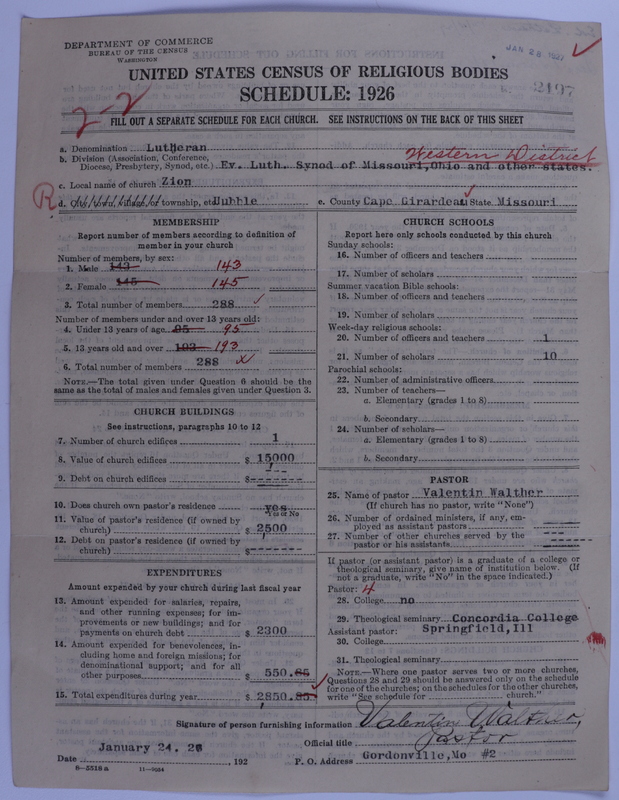 DEPARTMENT OF COMMERCE
BUREAU OF THE CENSUS
WASHINGTON
JAN 28 1927
UNITED STATES CENSUS OF RELIGIOUS BODIES
SCHEDULE: 1926
2197
2-2
FILL OUT A SEPARATE SCHEDULE FOR EACH CHURCH. SEE INSTRUCTIONS ON THE BACK OF THIS SHEET
a. Denomination Lutheran
Western District
b. Division (Association, Conference,
Diocese, Presbytery, Synod, etc.) Ev. Luth. Synod of Missouri, Ohio and other states.
c. Local name of church Zion
R
d. township, etc Hubble e. County Cape Girardeau State Missouri
MEMBERSHIP
Report number of members according to definition of
member in your church
Number of members, by sex:
1. Male 143 143
2. Female 145 145
3. Total number of members 288
Number of members under and over 13 years old:
4. Under 13 years of age 95 95
5. 13 years old and over 193 193
6. Total number of members 288 x
NOTE.—The total given under Question 6 should be the
same as the total of males and females given under Question 3.
CHURCH BUILDINGS
See instructions, paragraphs 10 to 12
7. Number of church edifices 1
8. Value of church edifices $ 15000
9. Debt on church edifices $ ------
10. Does church own pastor's residence yes
Yes or No
11. Value of pastor's residence (if owned by
church) $ 2500
12. Debt on pastor's residence (if owned by
church) $ ------
EXPENDITURES
Amount expended by your church during last fiscal year
13. Amount expended for salaries, repairs,
and other running expenses; for im-
provements or new buildings; and for
payments on church debt $ 2300
14. Amount expended for benevolences, in-
cluding home and foreign missions; for
denominational support; and for all
other purposes $ 550.85
15. Total expenditures during year $ 2850.85
CHURCH SCHOOLS
Report here only schools conducted by this church
Sunday schools:
16. Number of officers and teachers
17. Number of scholars
Summer vacation Bible schools:
18. Number of officers and teachers
19. Number of scholars
Week-day religious schools:
20. Number of officers and teachers 1
21. Number of scholars 10
Parochial schools:
22. Number of administrative officers
23. Number of teachers—
a. Elementary (grades 1 to 8)
b. Secondary
24. Number of scholars—
a. Elementary (grades 1 to 8)
b. Secondary
PASTOR
25. Name of pastor Valentin Walther
(If church has no pastor, write "None")
26. Number of ordained ministers, if any, em-
ployed as assistant pastors
27. Number of other churches served by the
pastor or his assistants
If pastor (or assistant pastor) is a graduate of a college or
theological seminary, give name of institution below. (If
not a graduate, write "No" in the space indicated.)
Pastor: 4
28. College no
29. Theological seminary Concordia College
Assistant pastor: Springfield, Ill
30. College
31. Theological seminary
NOTE.—Where one pastor serves two or more churches,
Questions 28 and 29 should be answered only on the schedule
for one of the churches; on the schedules for the other churches,
write "See schedule for church."
Signature of person furnishing information Valentin Walther,
Official title Pastor
Date January 24. 26 192
P. O. Address Gordonville, Mo #2
8-5518a 11-9054